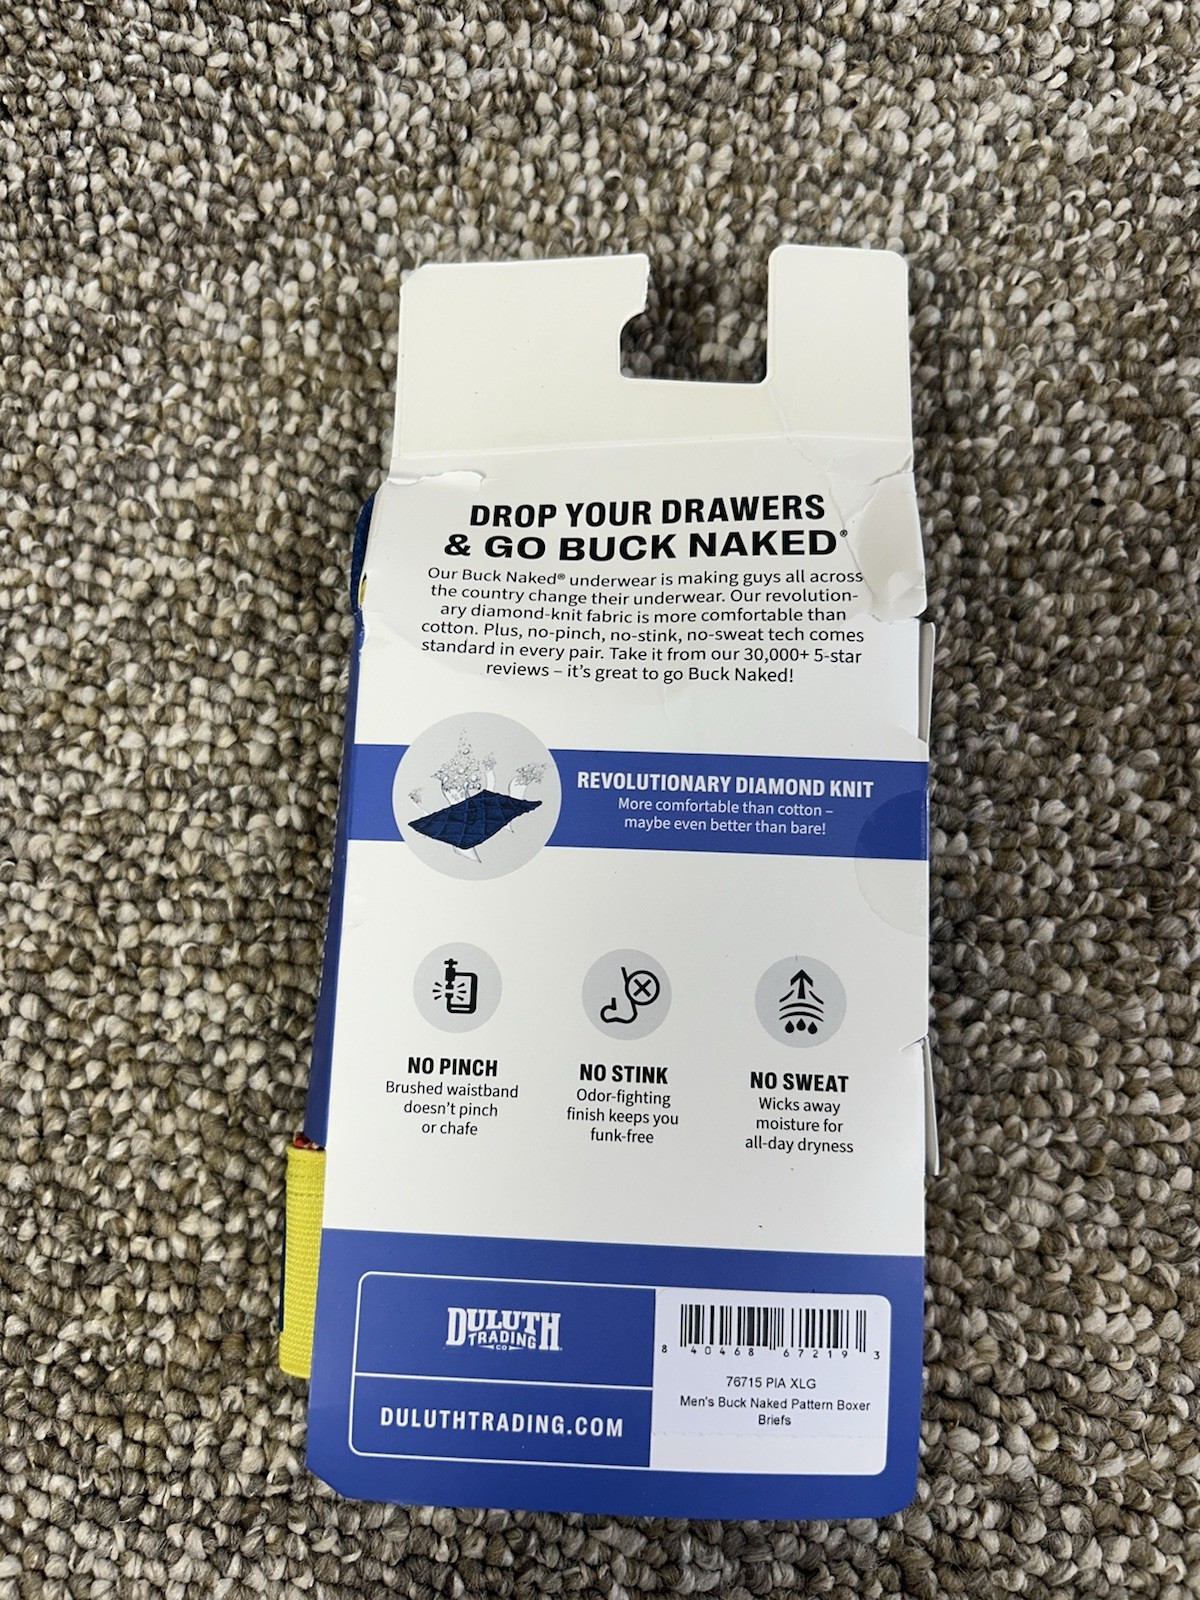 DROP YOUR DRAWERS
& GO BUCK NAKED®
Our Buck Naked® underwear is making guys all across
the country change their underwear. Our revolution-
ary diamond-knit fabric is more comfortable than
cotton. Plus, no-pinch, no-stink, no-sweat tech comes
standard in every pair. Take it from our 30,000+ 5-star
reviews – it's great to go Buck Naked!
REVOLUTIONARY DIAMOND KNIT
More comfortable than cotton –
maybe even better than bare!
NO PINCH
Brushed waistband
doesn't pinch
or chafe
NO STINK
Odor-fighting
finish keeps you
funk-free
NO SWEAT
Wicks away
moisture for
all-day dryness
DULUTH
TRADING
CO
DULUTHTRADING.COM
8 40468 67219 3
76715 PIA XLG
Men's Buck Naked Pattern Boxer
Briefs